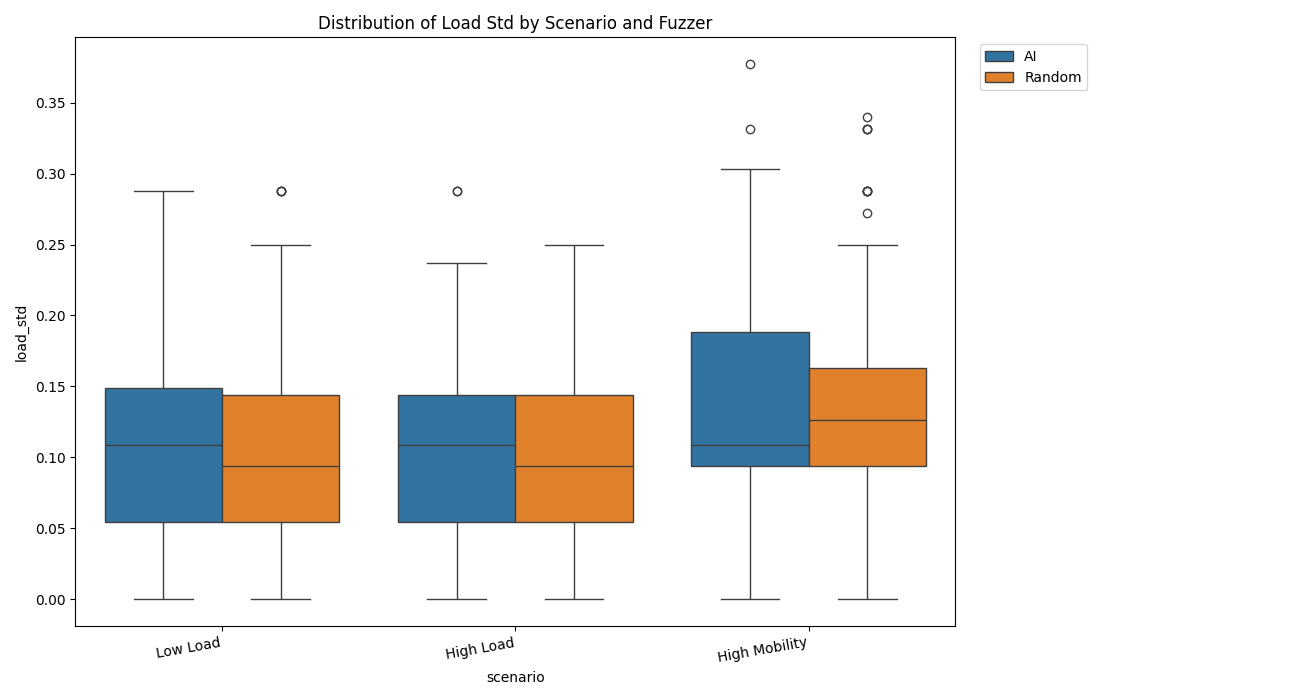 Distribution of Load Std by Scenario and Fuzzer
AI
Random
load_std
0.35
0.30
0.25
0.20
0.15
0.10
0.05
0.00
Low Load
High Load
High Mobility
scenario